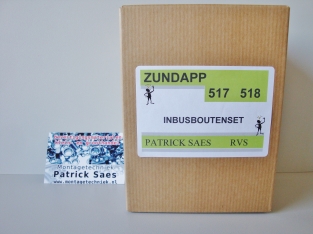 ZUNDAPP
517 518
INBUSBOUTENSET
PATRICK SAES RVS
Montagetechniek
Patrick Saes
www.montagetechniek.nl